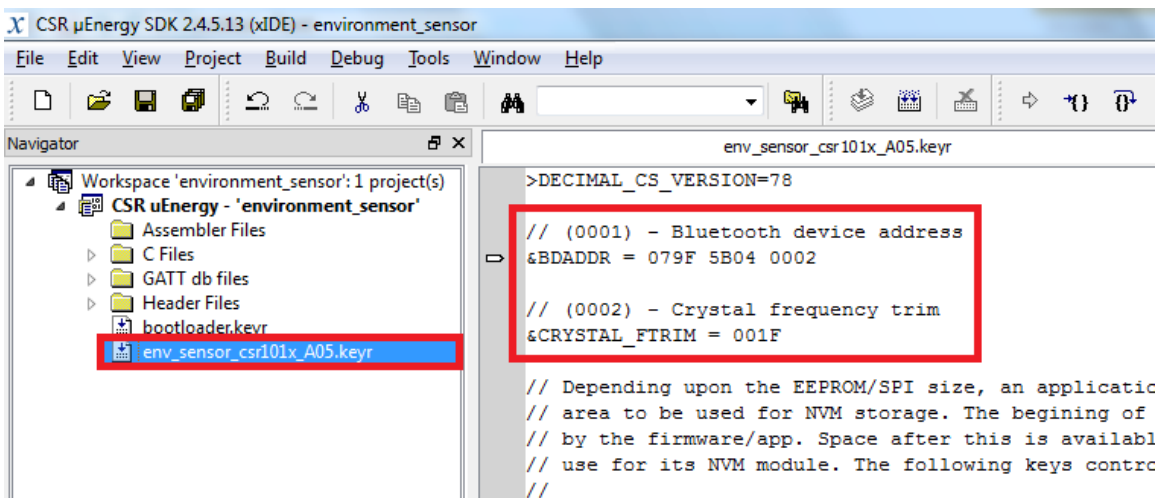 CSR µEnergy SDK 2.4.5.13 (xIDE) - environment_sensor
File Edit View Project Build Debug Tools Window Help
Navigator
env_sensor_csr101x_A05.keyr
Workspace 'environment_sensor': 1 project(s)
CSR uEnergy - 'environment_sensor'
Assembler Files
C Files
GATT db files
Header Files
bootloader.keyr
env_sensor_csr101x_A05.keyr
>DECIMAL_CS_VERSION=78
// (0001) - Bluetooth device address
&BDADDR = 079F 5B04 0002
// (0002) - Crystal frequency trim
&CRYSTAL_FTRIM = 001F
// Depending upon the EEPROM/SPI size, an applicatic
// area to be used for NVM storage. The begining of
// by the firmware/app. Space after this is availabl
// use for its NVM module. The following keys contro
//